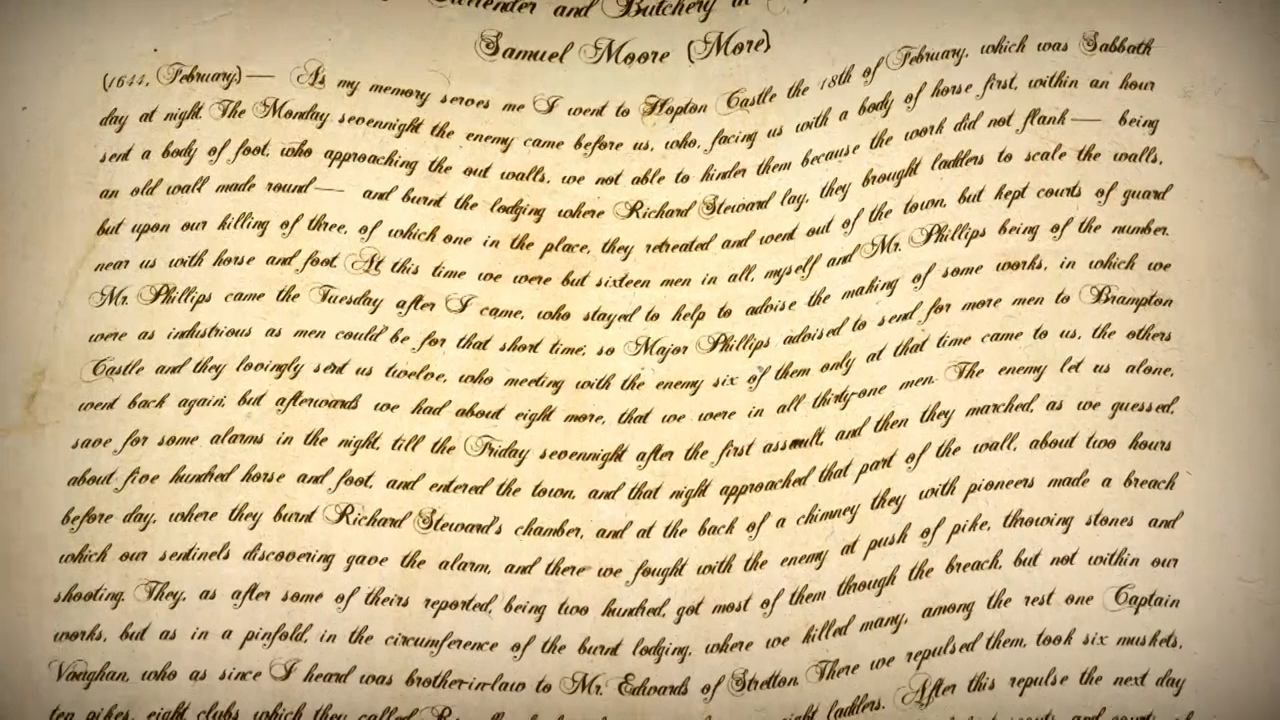 Surrender and Butchery at
Samuel Moore (More)
(1644, February.)— As my memory serves me I went to Hopton Castle the 18th of February, which was Sabbath
day at night. The Monday sevennight the enemy came before us, who, facing us with a body of horse first, within an hour
sent a body of foot, who approaching the out walls, we not able to hinder them because the work did not flank— being
an old wall made round— and burnt the lodging where Richard Steward lay, they brought ladders to scale the walls,
but upon our killing of three, of which one in the place, they retreated and went out of the town, but kept courts of guard
near us with horse and foot. At this time we were but sixteen men in all, myself and Mr. Phillips being of the number.
Mr. Phillips came the Tuesday after I came, who stayed to help to advise the making of some works, in which we
were as industrious as men could be for that short time; so Major Phillips advised to send for more men to Brampton
Castle and they lovingly sent us twelve, who meeting with the enemy six of them only at that time came to us, the others
went back again; but afterwards we had about eight more, that we were in all thirty-one men. The enemy let us alone,
save for some alarms in the night, till the Friday sevennight after the first assault, and then they marched, as we guessed,
about five hundred horse and foot, and entered the town, and that night approached that part of the wall, about two hours
before day, where they burnt Richard Steward's chamber, and at the back of a chimney they with pioneers made a breach
which our sentinels discovering gave the alarm, and there we fought with the enemy at push of pike, throwing stones and
shooting. They, as after some of theirs reported, being two hundred, got most of them through the breach, but not within our
works, but as in a pinfold, in the circumference of the burnt lodging, where we killed many, among the rest one Captain
Vaughan, who as since I heard was brother-in-law to Mr. Edwards of Stretton There we repulsed them, took six muskets,
ten pikes, eight clubs which they called ladders. After this repulse the next day
scouts and courts of